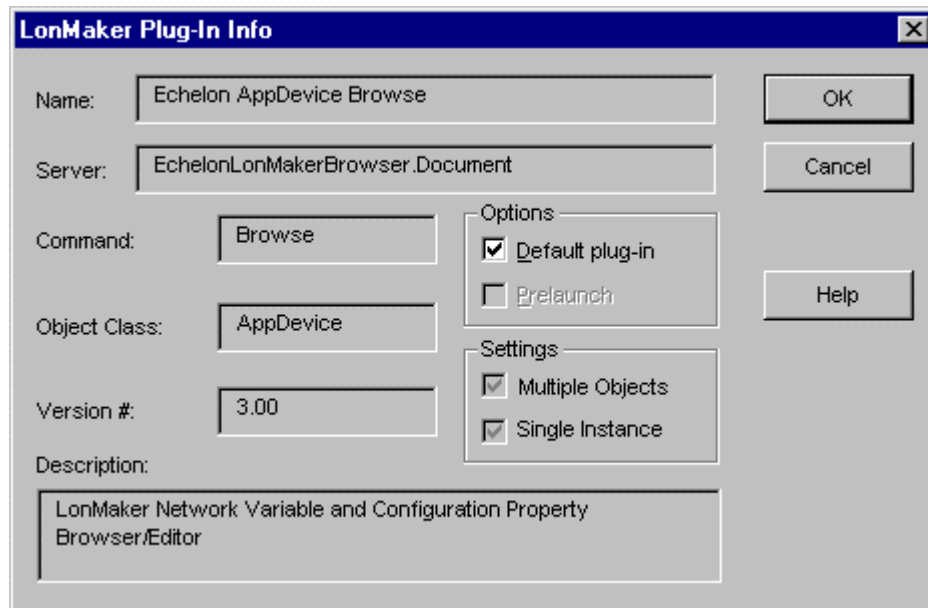 LonMaker Plug-In Info
Name:
Echelon AppDevice Browse
OK
Server:
EchelonLonMakerBrowser.Document
Cancel
Command:
Browse
Options
Default plug-in
Prelaunch
Help
Object Class:
AppDevice
Settings
Multiple Objects
Single Instance
Version #:
3.00
Description:
LonMaker Network Variable and Configuration Property
Browser/Editor